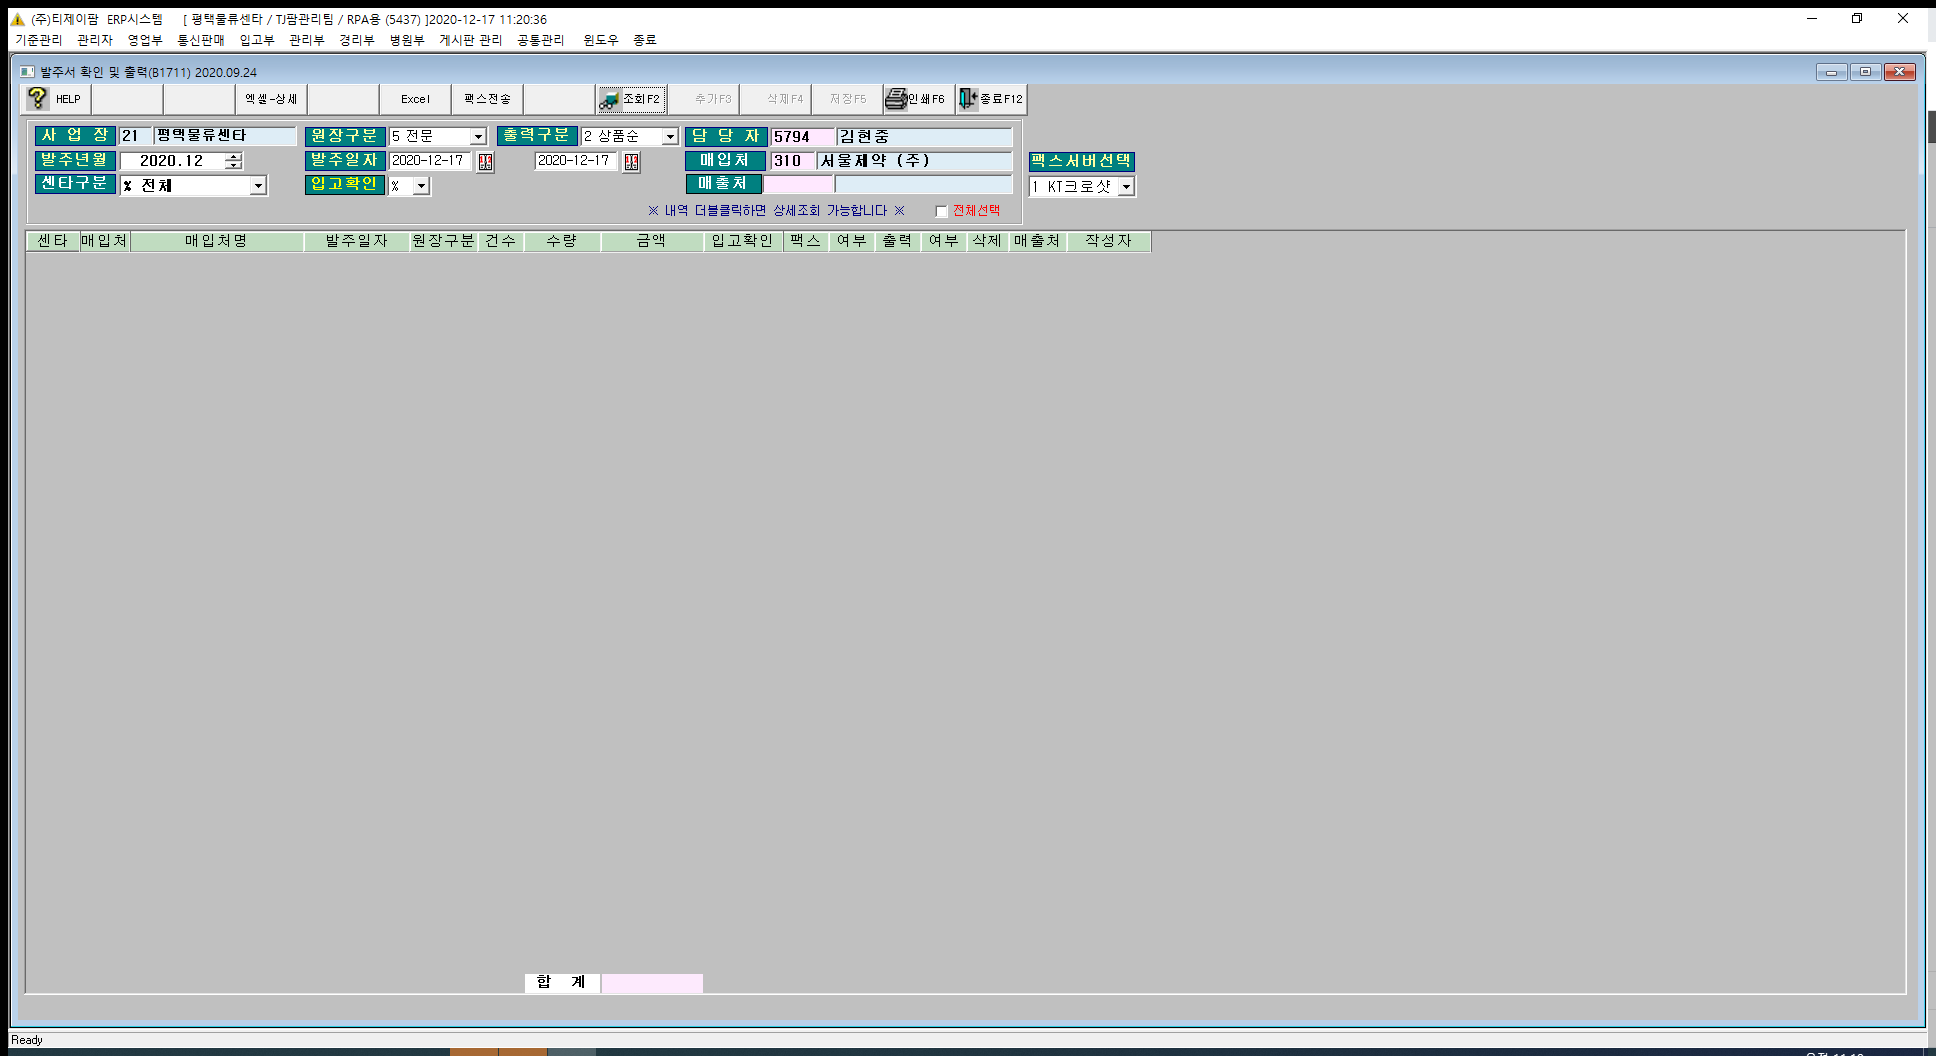 (주)티제이팜 ERP시스템 [ 평택물류센타 / TJ팜관리팀 / RPA용 (5437) ]2020-12-17 11:20:36
기준관리 관리자 영업부 통신판매 입고부 관리부 경리부 병원부 게시판 관리 공통관리 윈도우 종료
발주서 확인 및 출력(B1711) 2020.09.24
HELP 엑셀-상세 Excel 팩스전송 조회F2 추가F3 삭제F4 저장F5 인쇄F6 종료F12
사 업 장 21 평택물류센타 원장구분 5 전문 출력구분 2 상품순 담 당 자 5794 김현중
발주년월 2020.12 발주일자 2020-12-17 2020-12-17 매입처 310 서울제약 (주) 팩스서버선택
센타구분 % 전체 입고확인 % 매출처 1 KT크로샷
※ 내역 더블클릭하면 상세조회 가능합니다 ※ 전체선택
센타 매입처 매입처명 발주일자 원장구분 건수 수량 금액 입고확인 팩스 여부 출력 여부 삭제 매출처 작성자
합 계
Ready